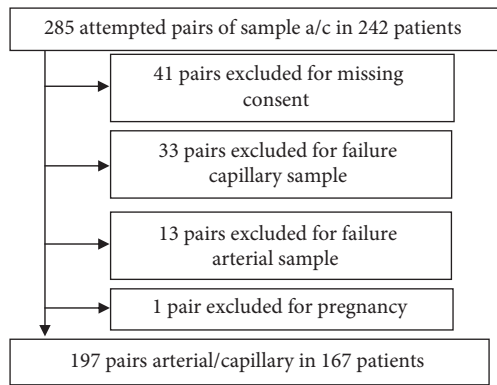 285 attempted pairs of sample a/c in 242 patients
41 pairs excluded for missing
consent
33 pairs excluded for failure
capillary sample
13 pairs excluded for failure
arterial sample
1 pair excluded for pregnancy
197 pairs arterial/capillary in 167 patients